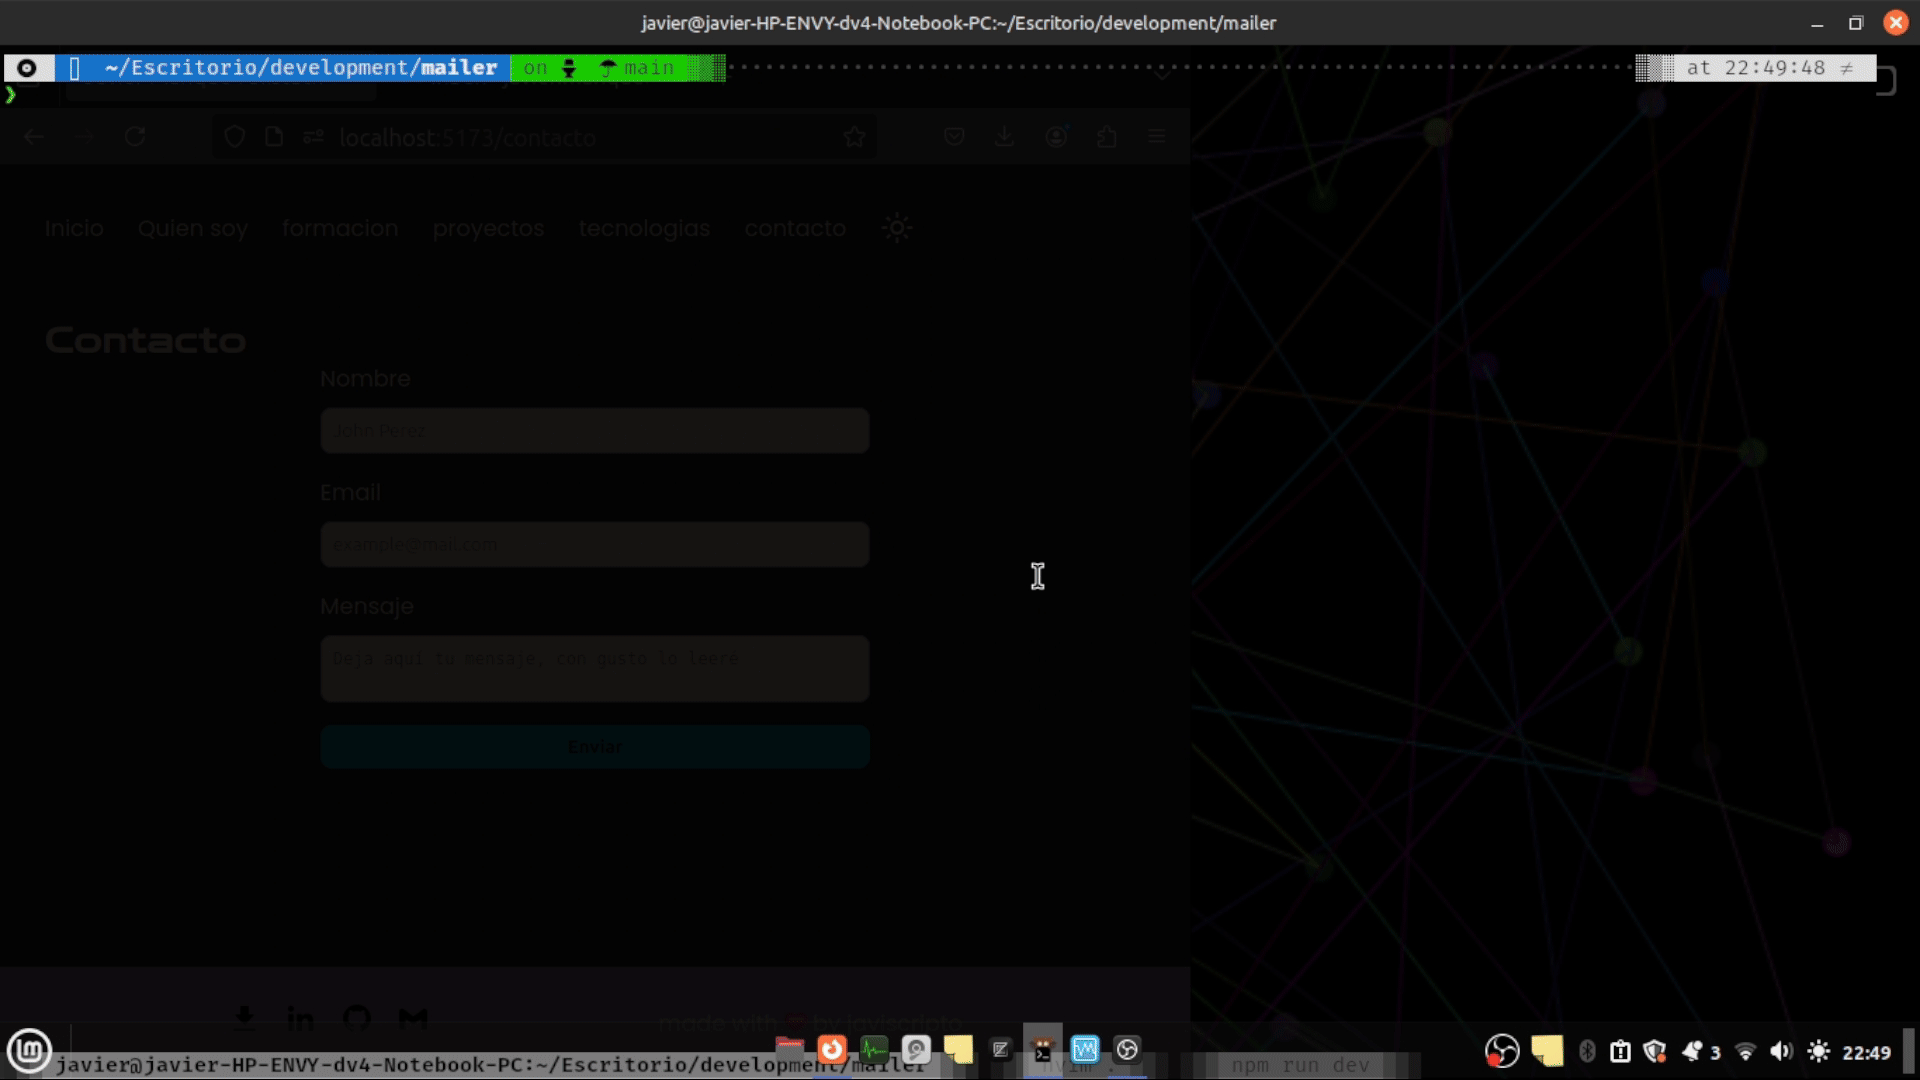 javier@javier-HP-ENVY-dv4-Notebook-PC:~/Escritorio/development/mailer
~/Escritorio/development/mailer on main
at 22:49:48 ≠
❯
localhost:5173/contacto
Inicio Quien soy formacion proyectos tecnologias contacto
Contacto
Nombre
John Perez
Email
example@mail.com
Mensaje
Deja aqui tu mensaje, con gusto lo leeré
Enviar
made with by javiscripto
3 22:49
javier@javier-HP-ENVY-dv4-Notebook-PC:~/Escritorio/development/mailer nvim . npm run dev